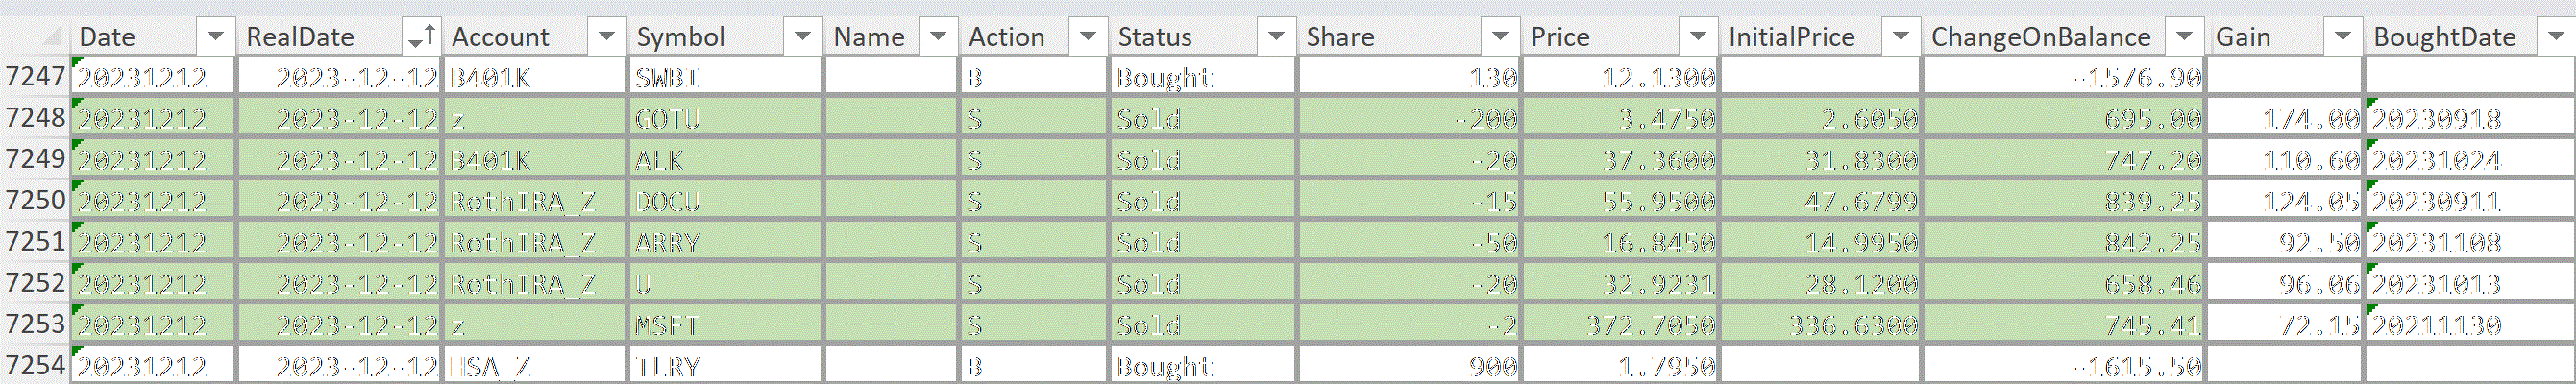 Date RealDate Account Symbol Name Action Status Share Price InitialPrice ChangeOnBalance Gain BoughtDate
7247 20231212 2023-12-12 B401K SWBI B Bought 130 12.1300 -1576.90
7248 20231212 2023-12-12 z GOTU S Sold -200 3.4750 2.6050 695.00 174.00 20230918
7249 20231212 2023-12-12 B401K ALK S Sold -20 37.3600 31.8300 747.20 110.60 20231024
7250 20231212 2023-12-12 RothIRA_Z DOCU S Sold -15 55.9500 47.6799 839.25 124.05 20230911
7251 20231212 2023-12-12 RothIRA_Z ARRY S Sold -50 16.8450 14.9950 842.25 92.50 20231108
7252 20231212 2023-12-12 RothIRA_Z U S Sold -20 32.9231 28.1200 658.46 96.06 20231013
7253 20231212 2023-12-12 z MSFT S Sold -2 372.7050 336.6300 745.41 72.15 20211130
7254 20231212 2023-12-12 HSA_Z TLRY B Bought 900 1.7950 -1615.50